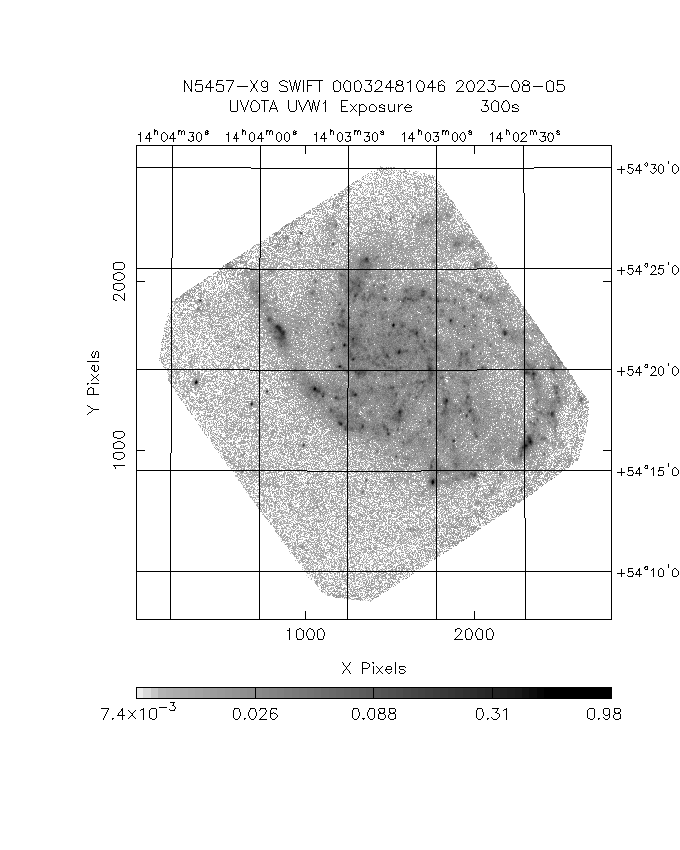 N5457-X9 SWIFT 00032481046 2023-08-05
UVOTA UVW1 Exposure 300s
14ʰ04ᵐ30ˢ 14ʰ04ᵐ00ˢ 14ʰ03ᵐ30ˢ 14ʰ03ᵐ00ˢ 14ʰ02ᵐ30ˢ
+54°30'0
+54°25'0
+54°20'0
+54°15'0
+54°10'0
2000
1000
Y Pixels
1000 2000
X Pixels
7.4×10⁻³ 0.026 0.088 0.31 0.98